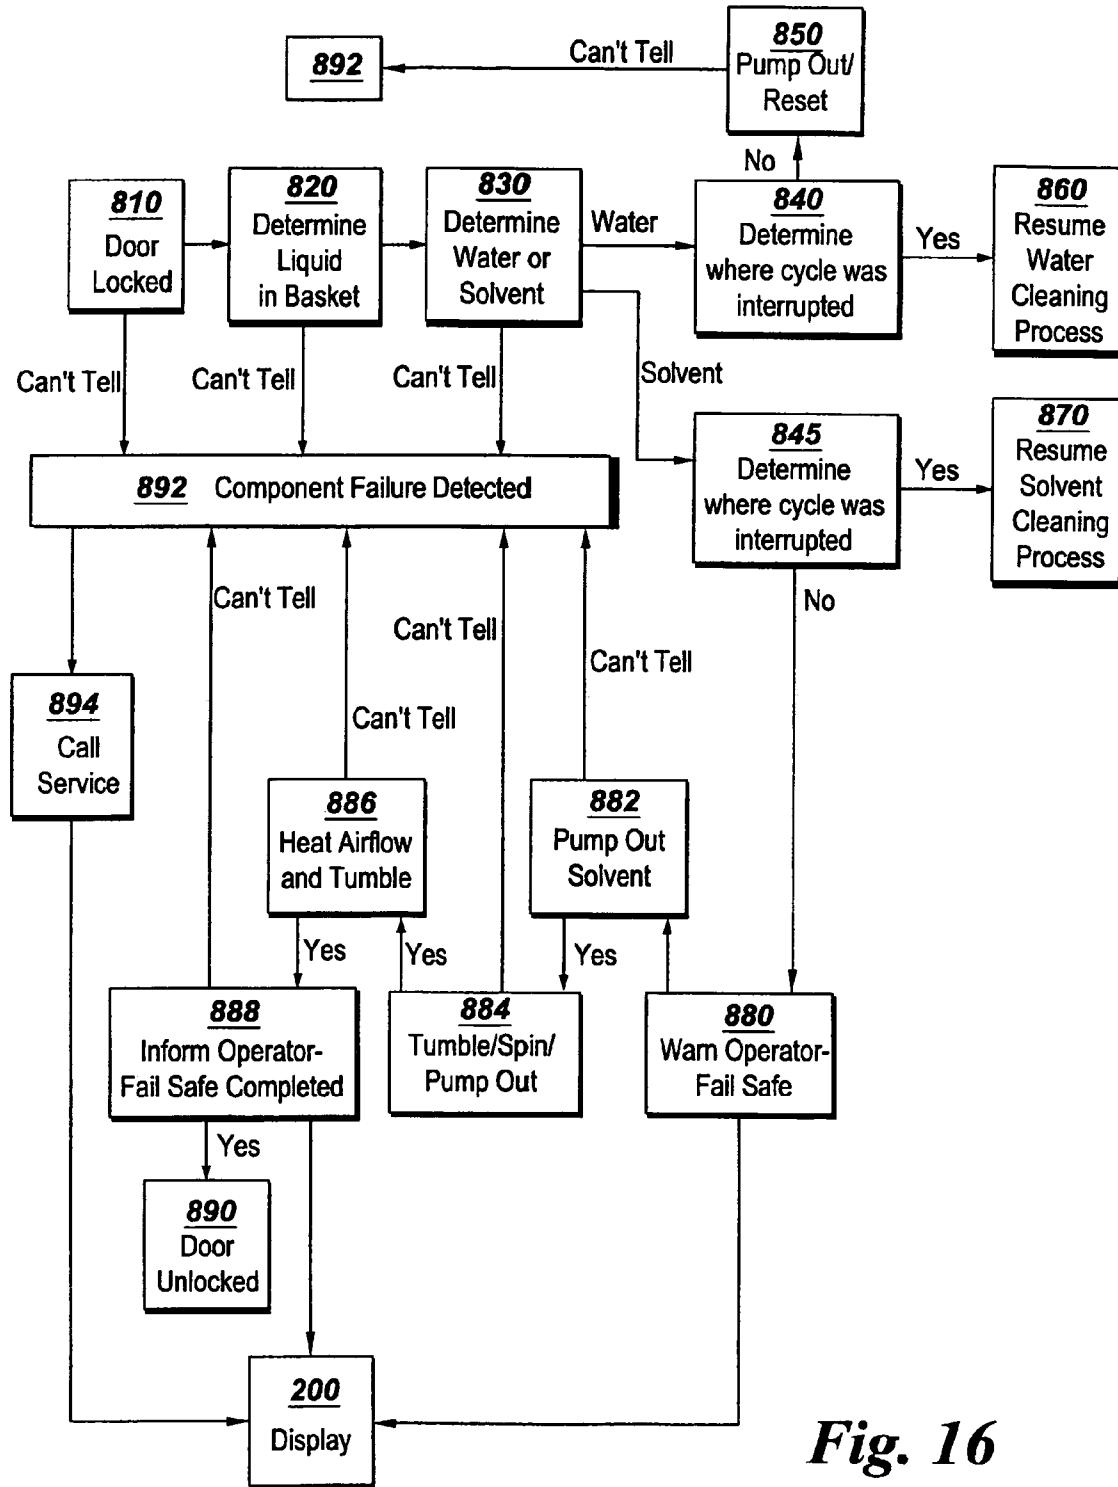 850
Pump Out/
Reset
Can't Tell
892
No
810
Door
Locked
820
Determine
Liquid
in Basket
830
Determine
Water or
Solvent
Water
840
Determine
where cycle was
interrupted
Yes
860
Resume
Water
Cleaning
Process
Can't Tell
Can't Tell
Can't Tell
Solvent
845
Determine
where cycle was
interrupted
Yes
870
Resume
Solvent
Cleaning
Process
892 Component Failure Detected
Can't Tell
Can't Tell
No
Can't Tell
Can't Tell
894
Call
Service
886
Heat Airflow
and Tumble
882
Pump Out
Solvent
Yes
Yes
Yes
888
Inform Operator-
Fail Safe Completed
884
Tumble/Spin/
Pump Out
880
Warn Operator-
Fail Safe
Yes
890
Door
Unlocked
200
Display
Fig. 16